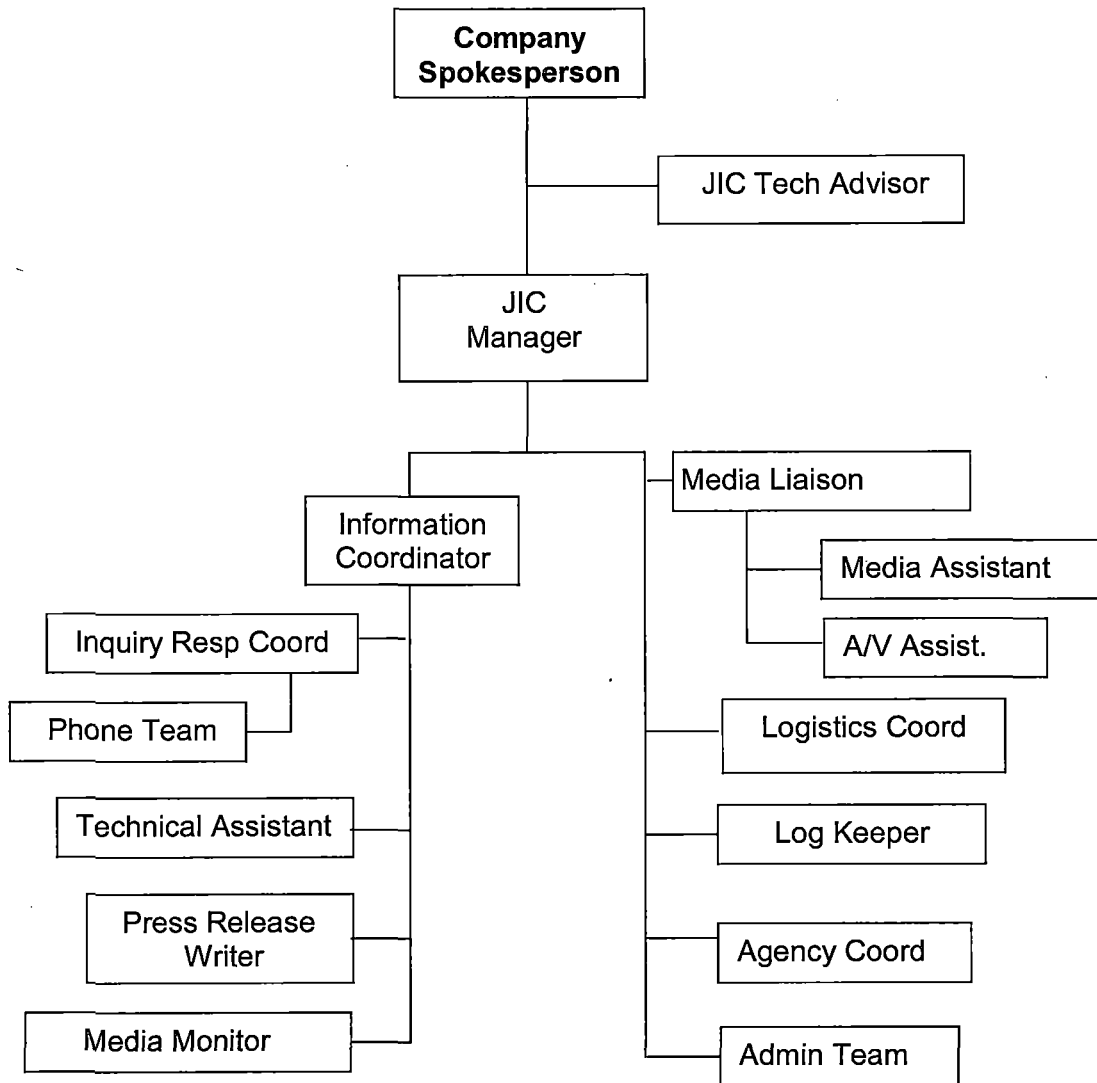 Company
Spokesperson
JIC Tech Advisor
JIC
Manager
Media Liaison
Information
Coordinator
Media Assistant
Inquiry Resp Coord
A/V Assist.
Phone Team
Logistics Coord
Technical Assistant
Log Keeper
Press Release
Writer
Agency Coord
Media Monitor
Admin Team